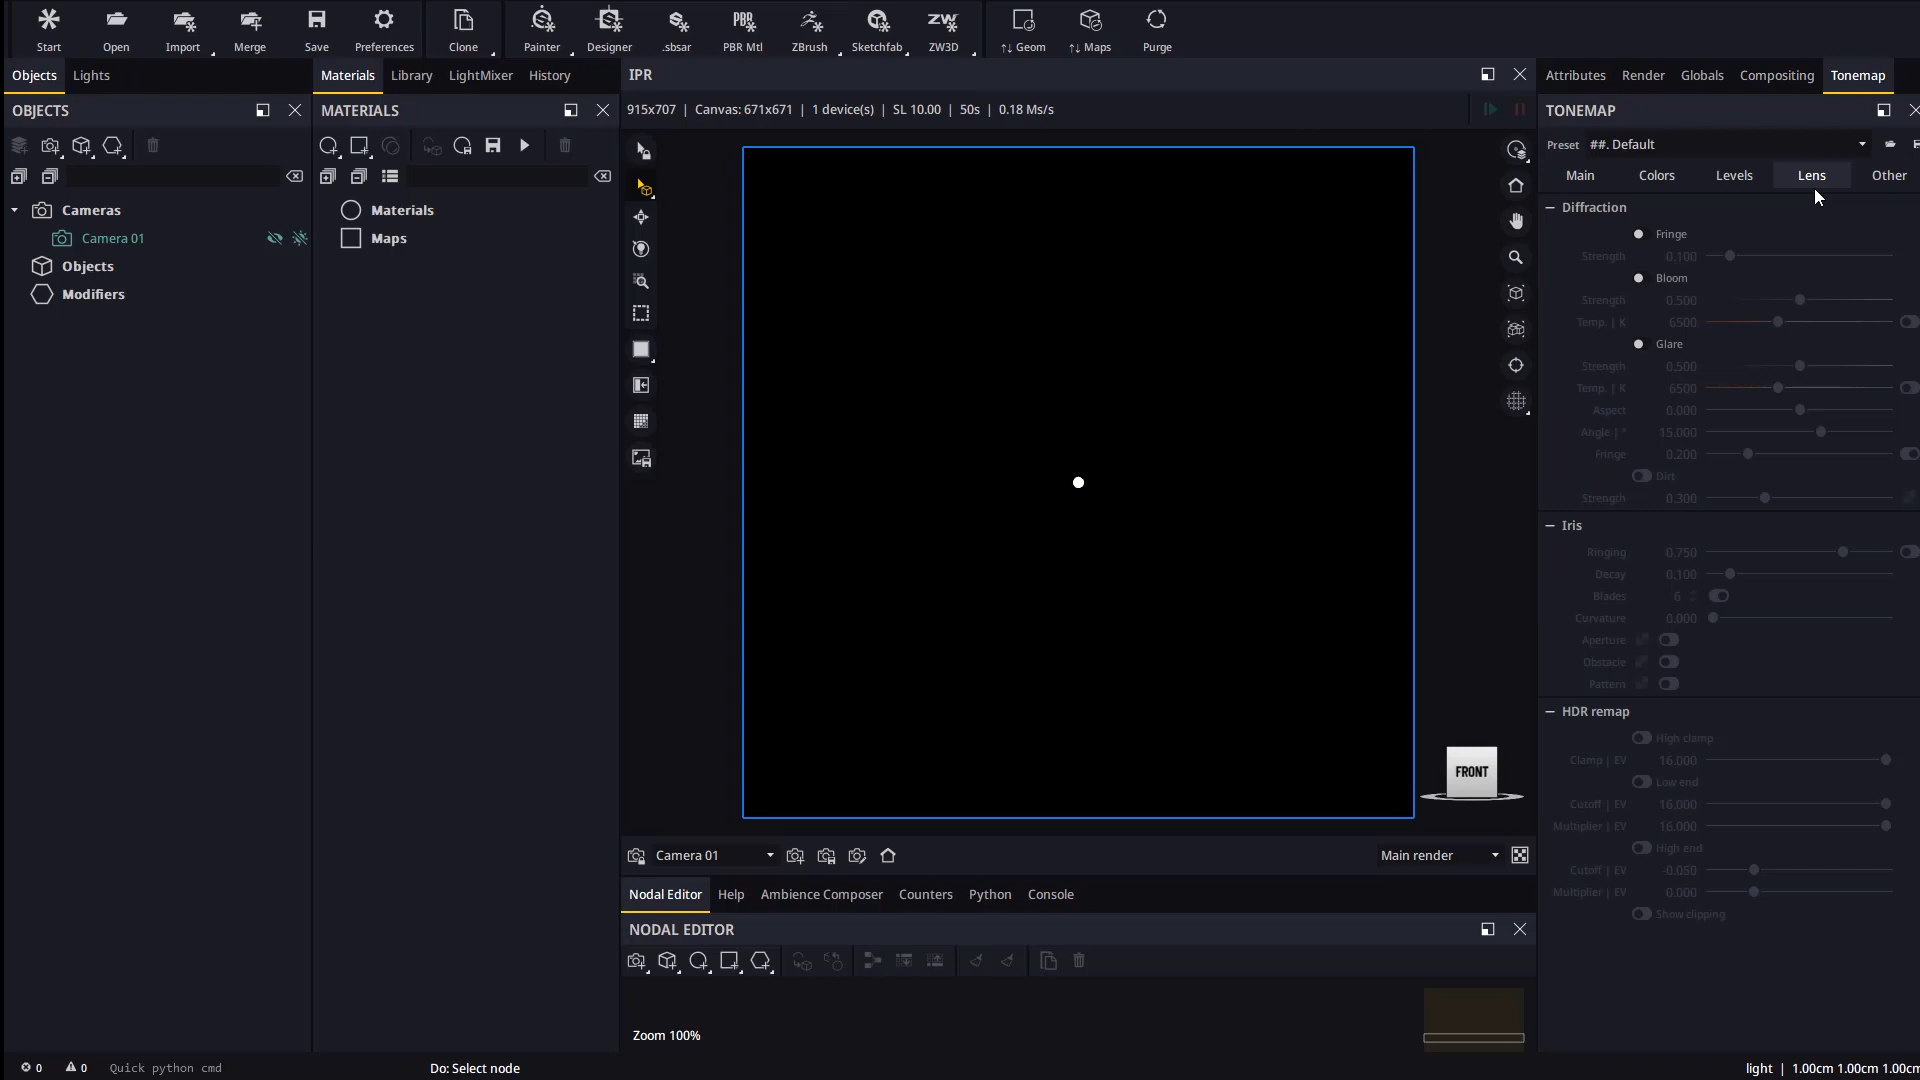 Start Open Import Merge Save Preferences Clone Painter Designer .sbsar PBR Mtl ZBrush Sketchfab ZW3D ↑↓ Geom ↑↓ Maps Purge
PBR ZW
Objects Lights
OBJECTS
Cameras
Camera 01
Objects
Modifiers
Materials Library LightMixer History
MATERIALS
Materials
Maps
IPR
915x707 | Canvas: 671x671 | 1 device(s) | SL 10.00 | 50s | 0.18 Ms/s
FRONT
Camera 01
Main render
Nodal Editor Help Ambience Composer Counters Python Console
NODAL EDITOR
Zoom 100%
Attributes Render Globals Compositing Tonemap
TONEMAP
Preset ##. Default
Main Colors Levels Lens Other
Diffraction
Fringe
Strength 0.100
Bloom
Strength 0.500
Temp. | K 6500
Glare
Strength 0.500
Temp. | K 6500
Aspect 0.000
Angle | ° 15.000
Fringe 0.200
Dirt
Strength 0.300
Iris
Ringing 0.750
Decay 0.100
Blades 6
Curvature 0.000
Aperture
Obstacle
Pattern
HDR remap
High clamp
Clamp | EV 16.000
Low end
Cutoff | EV 16.000
Multiplier | EV 16.000
High end
Cutoff | EV -0.050
Multiplier | EV 0.000
Show clipping
0 0 Quick python cmd
Do: Select node
light | 1.00cm 1.00cm 1.00cm